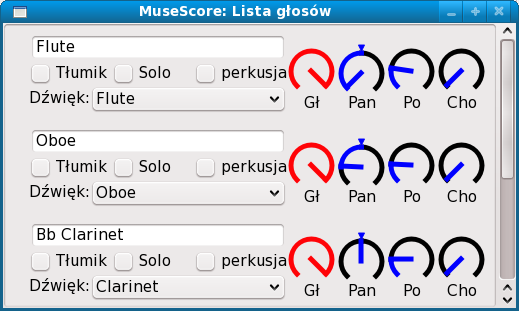 MuseScore: Lista głosów
Flute
Tłumik Solo perkusja
Dźwięk: Flute
Gł Pan Po Cho
Oboe
Tłumik Solo perkusja
Dźwięk: Oboe
Gł Pan Po Cho
Bb Clarinet
Tłumik Solo perkusja
Dźwięk: Clarinet
Gł Pan Po Cho